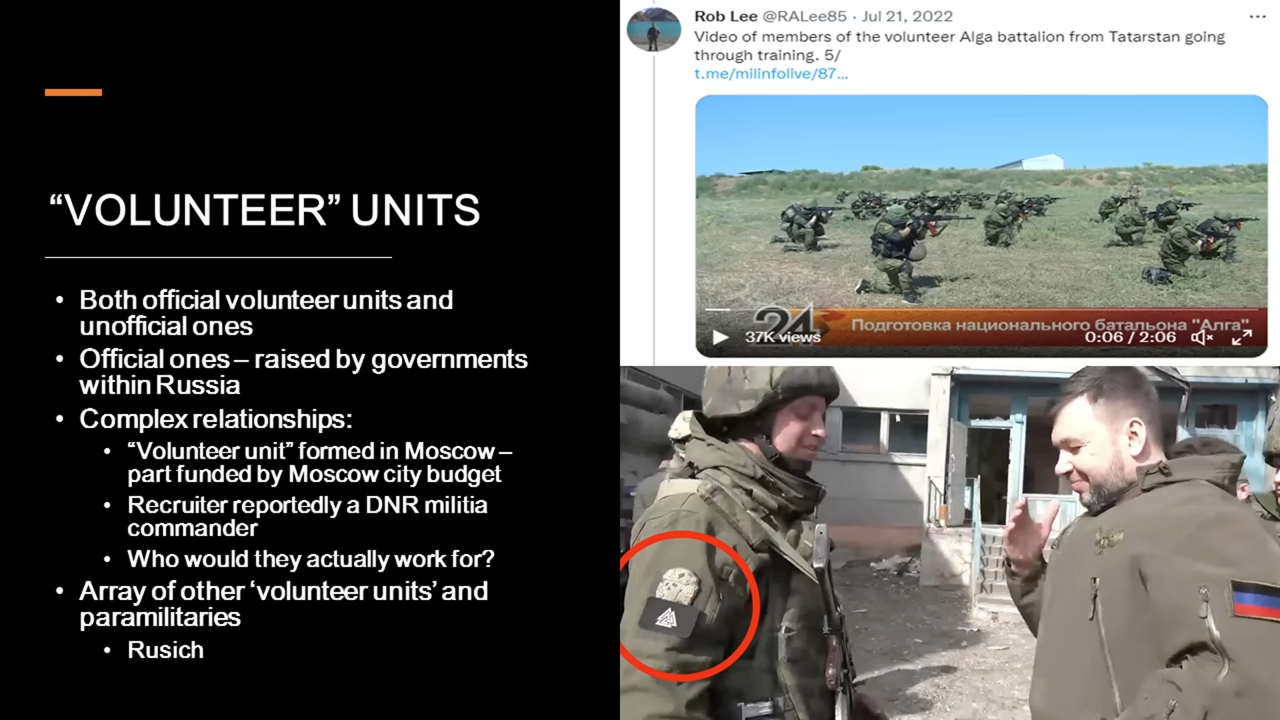 "VOLUNTEER" UNITS
• Both official volunteer units and
unofficial ones
• Official ones – raised by governments
within Russia
• Complex relationships:
• "Volunteer unit" formed in Moscow –
part funded by Moscow city budget
• Recruiter reportedly a DNR militia
commander
• Who would they actually work for?
• Array of other 'volunteer units' and
paramilitaries
• Rusich
Rob Lee @RALee85 · Jul 21, 2022
Video of members of the volunteer Alga battalion from Tatarstan going
through training. 5/
t.me/milinfolive/87...
24
Подготовка национального батальона "Алга"
37K views
0:06 / 2:06